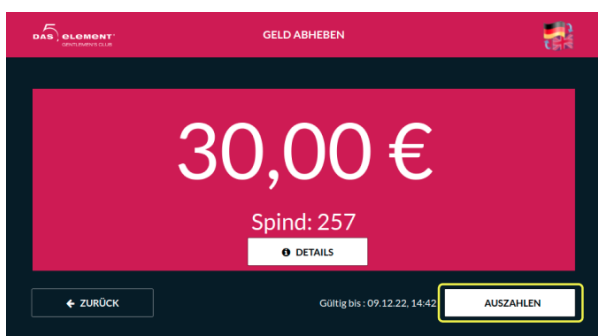 DAS 5 eLemenT
GENTLEMEN'S CLUB
GELD ABHEBEN
30,00 €
Spind: 257
DETAILS
ZURÜCK
Gültig bis : 09.12.22, 14:42
AUSZAHLEN